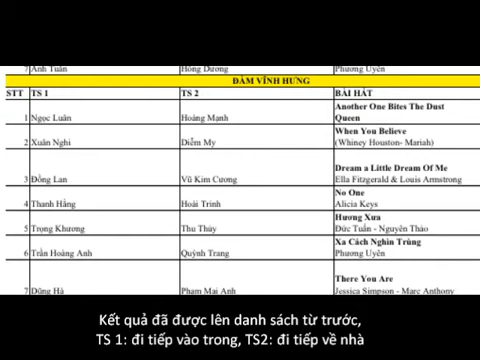 7 Anh Tuấn Hồng Dương Phương Uyên
ĐÀM VĨNH HƯNG
STT TS 1 TS 2 BÀI HÁT
Another One Bites The Dust
1 Ngọc Luân Hoàng Mạnh Queen
When You Believe
2 Xuân Nghi Diễm My (Whiney Houston- Mariah)
Dream a Little Dream Of Me
3 Đồng Lan Vũ Kim Cương Ella Fitzgerald & Louis Armstrong
No One
4 Thanh Hằng Hoài Trinh Alicia Keys
Hương Xưa
5 Trọng Khương Thu Thủy Đức Tuấn - Nguyên Thảo
Xa Cách Nghìn Trùng
6 Trần Hoàng Anh Quỳnh Trang Phương Uyên
There You Are
7 Dũng Hà Phạm Mai Anh Jessica Simpson - Marc Anthony
Kết quả đã được lên danh sách từ trước,
TS 1: đi tiếp vào trong, TS2: đi tiếp về nhà